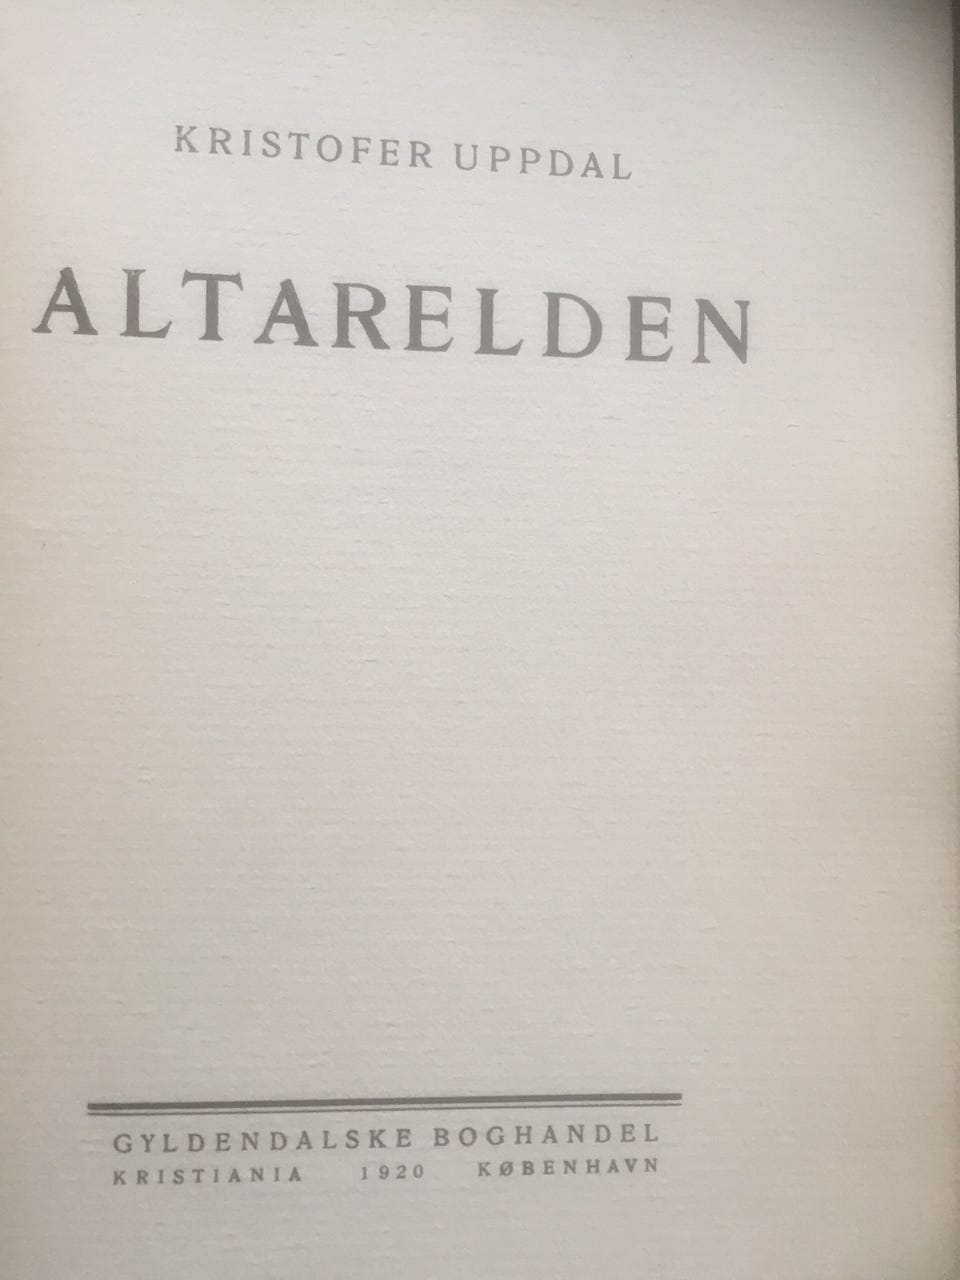 KRISTOFER UPPDAL
ALTARELDEN
GYLDENDALSKE BOGHANDEL
KRISTIANIA 1920 KØBENHAVN